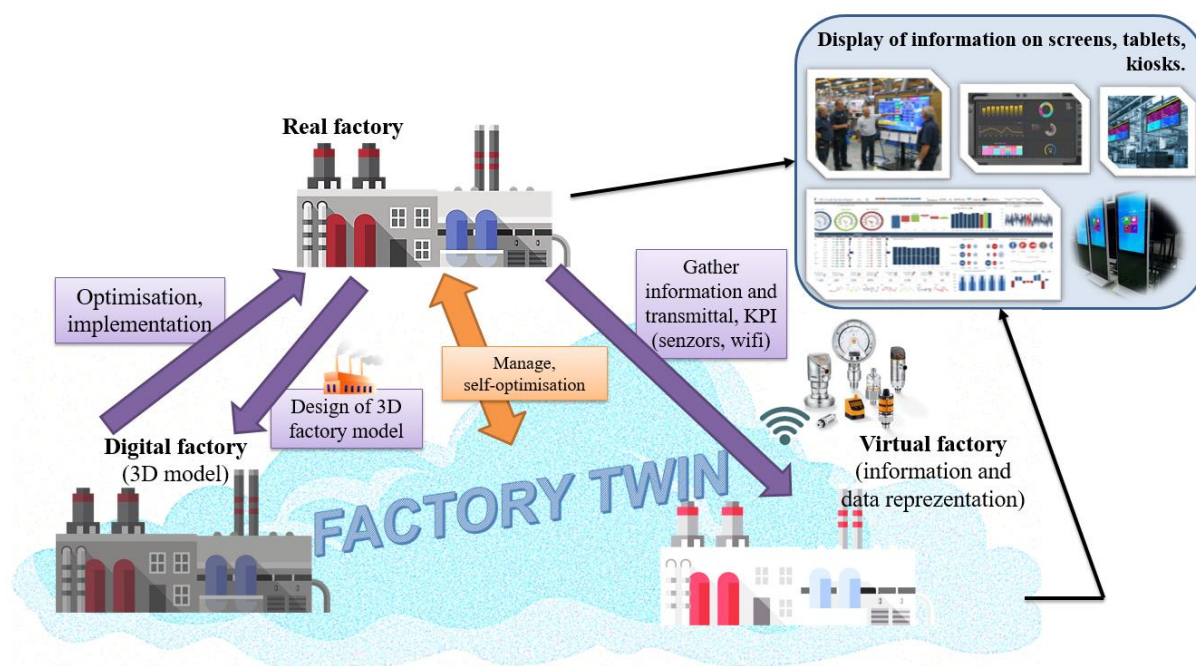 Display of information on screens, tablets,
kiosks.
Real factory
Optimisation,
implementation
Gather
information and
transmittal, KPI
(senzors, wifi)
Manage,
self-optimisation
Design of 3D
factory model
Digital factory
(3D model)
Virtual factory
(information and
data reprezentation)
FACTORY TWIN